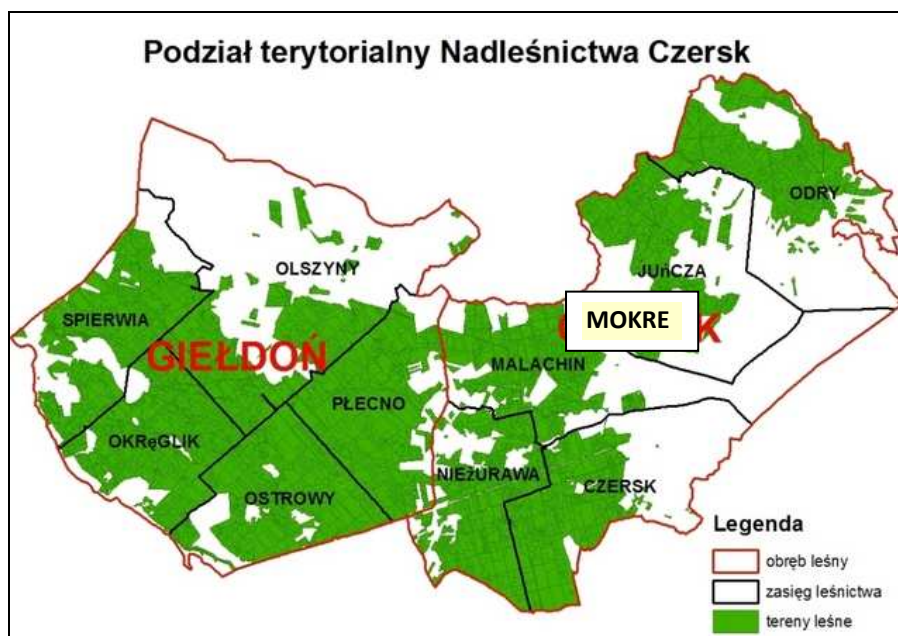 Podział terytorialny Nadleśnictwa Czersk
ODRY
OLSZYNY
JUńCZA
SPIERWIA
MOKRE
GIEŁDOŃ
MALACHIN
PŁECNO
OKRęGLIK
NIEżURAWA
OSTROWY
CZERSK
Legenda
obręb leśny
zasięg leśnictwa
tereny leśne